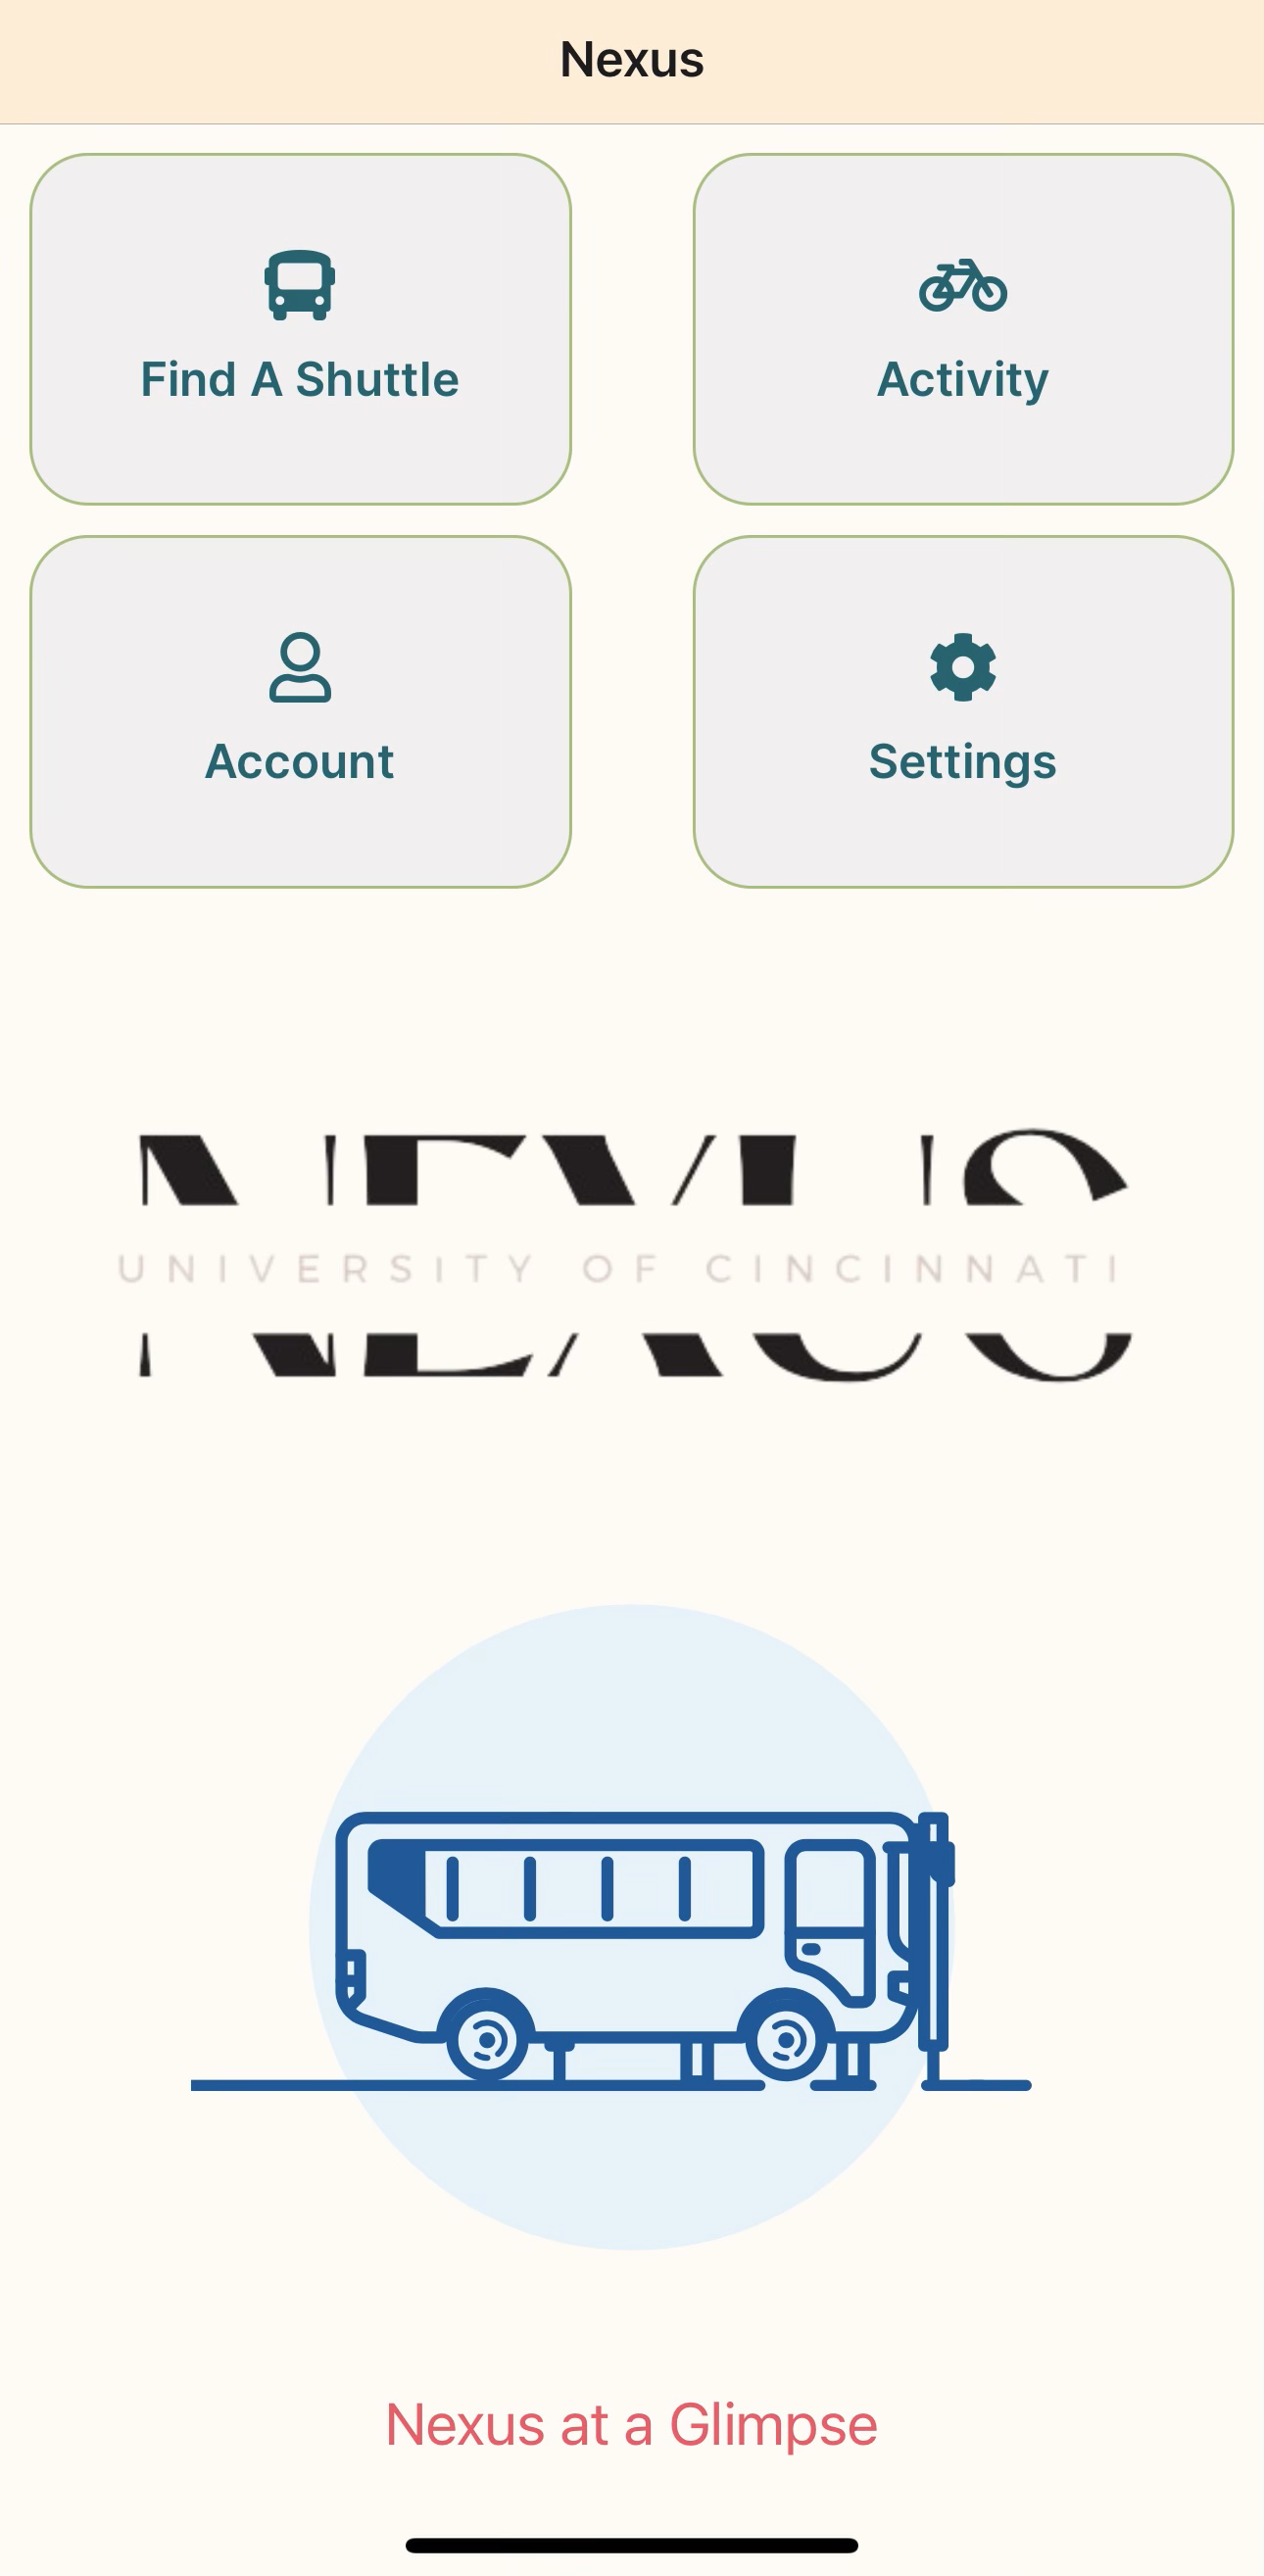 Nexus
Find A Shuttle
Activity
Account
Settings
NEXUS
UNIVERSITY OF CINCINNATI
Nexus at a Glimpse